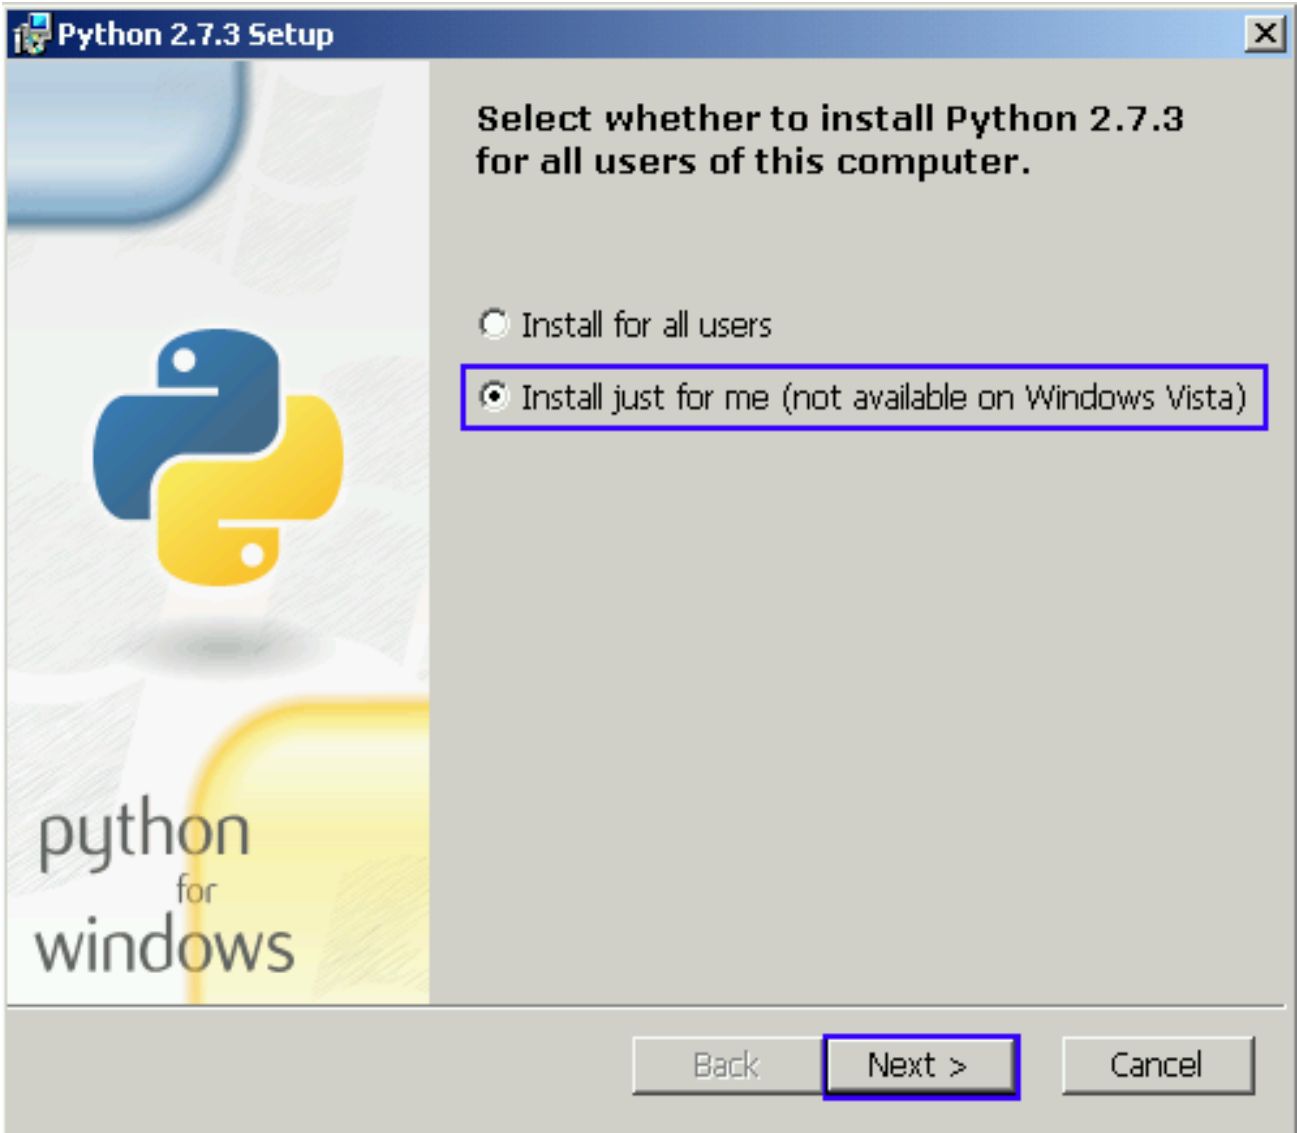 Python 2.7.3 Setup
Select whether to install Python 2.7.3
for all users of this computer.
Install for all users
Install just for me (not available on Windows Vista)
python
for
windows
Back
Next >
Cancel